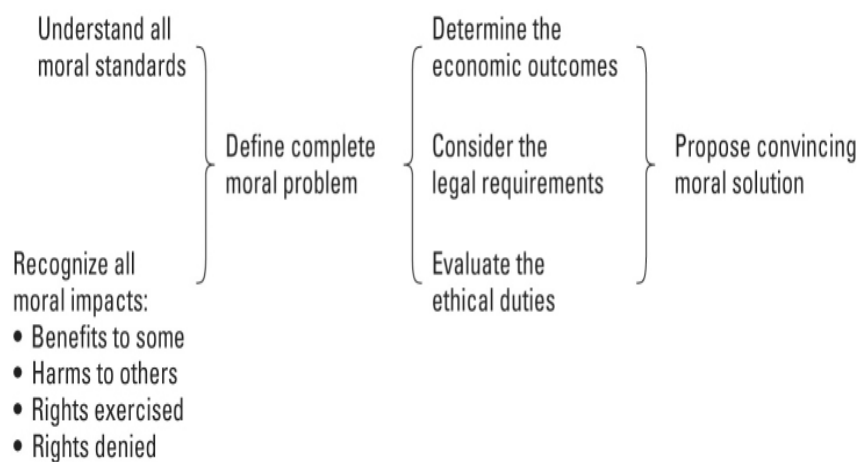 Understand all
moral standards
Recognize all
moral impacts:
• Benefits to some
• Harms to others
• Rights exercised
• Rights denied
Define complete
moral problem
Determine the
economic outcomes
Consider the
legal requirements
Evaluate the
ethical duties
Propose convincing
moral solution